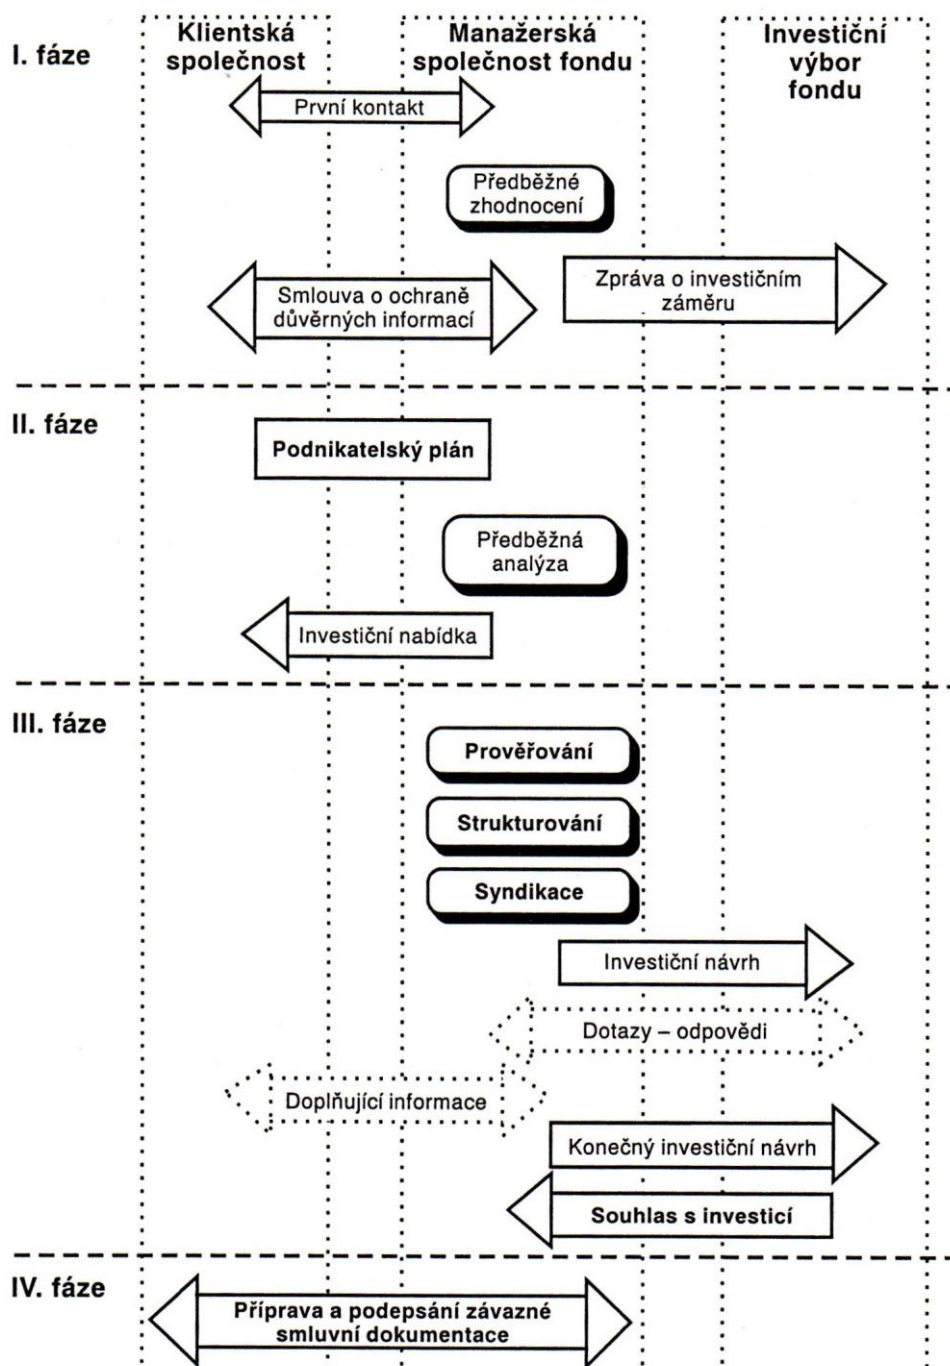 I. fáze
Klientská
společnost
Manažerská
společnost fondu
Investiční
výbor
fondu
První kontakt
Předběžné
zhodnocení
Smlouva o ochraně
důvěrných informací
Zpráva o investičním
záměru
II. fáze
Podnikatelský plán
Předběžná
analýza
Investiční nabídka
III. fáze
Prověřování
Strukturování
Syndikace
Investiční návrh
Dotazy – odpovědi
Doplňující informace
Konečný investiční návrh
Souhlas s investicí
IV. fáze
Příprava a podepsání závazné
smluvní dokumentace